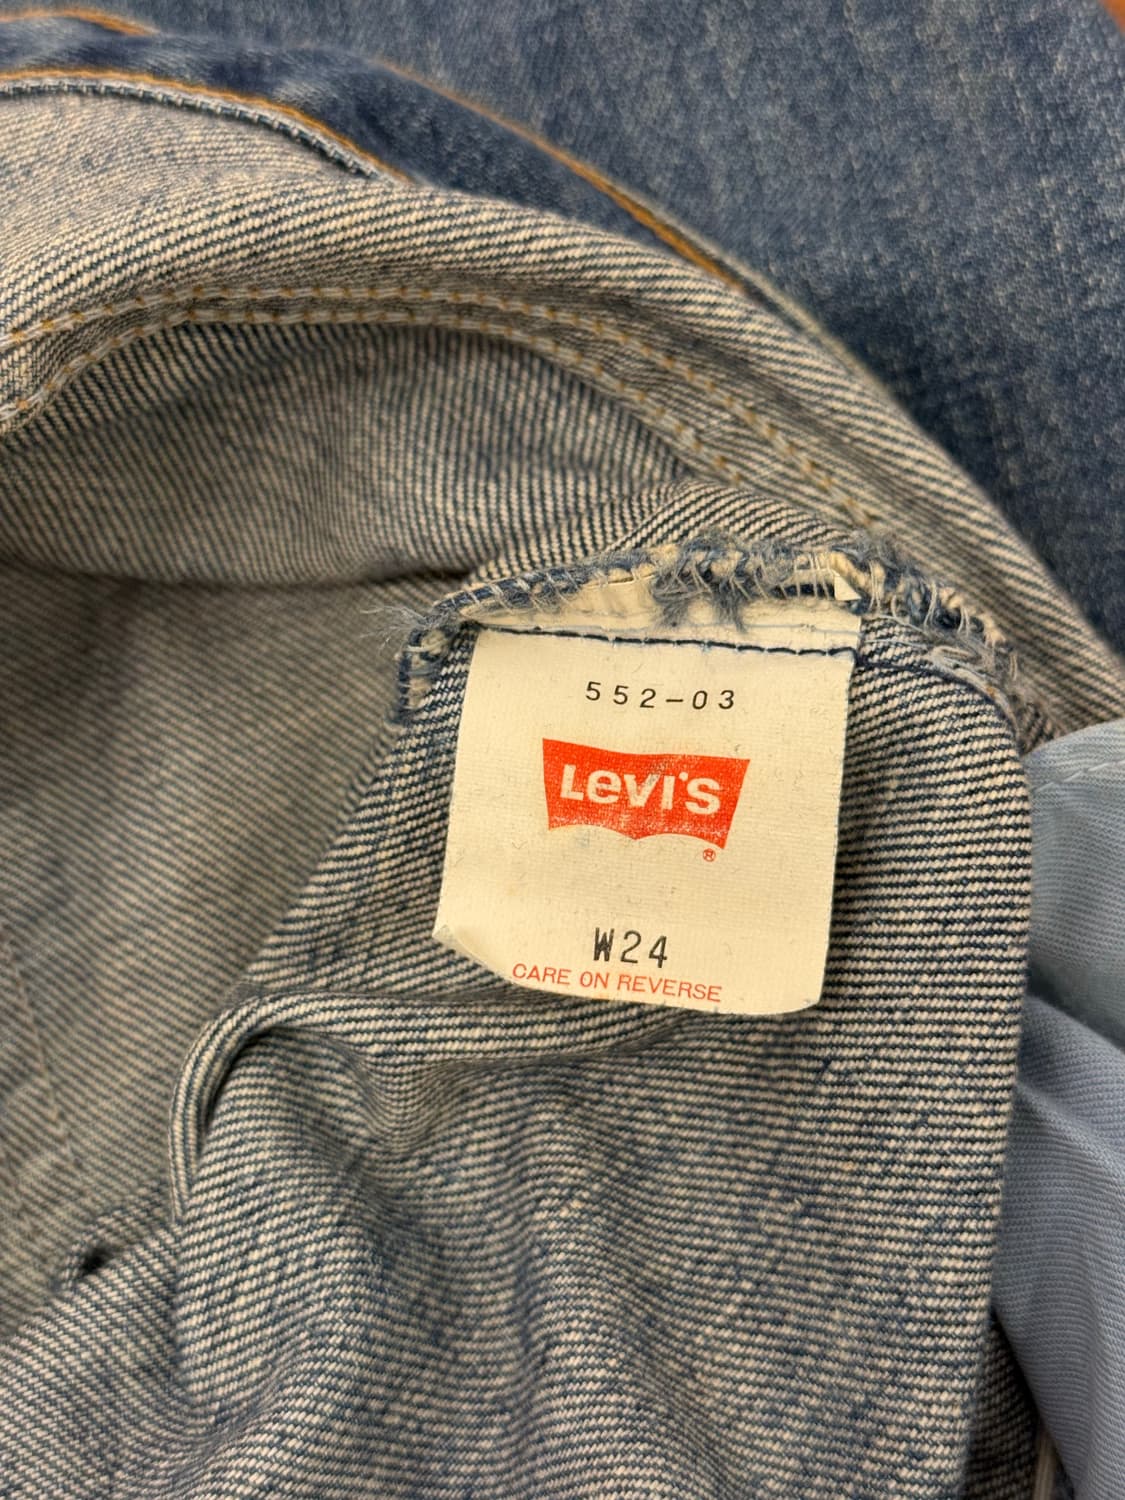 552-03
LEVI'S
®
W24
CARE ON REVERSE